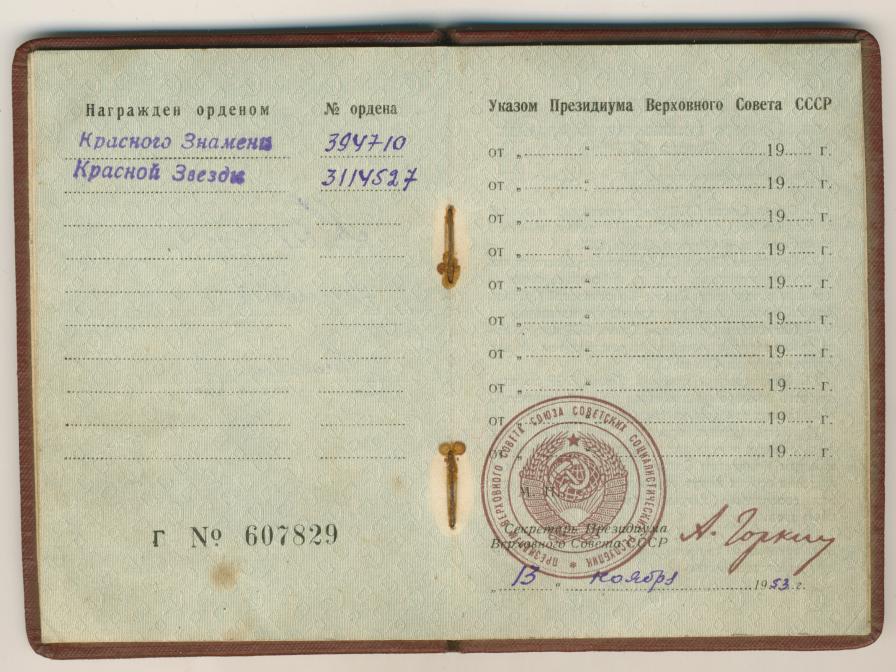 Награжден орденом № ордена
Красного Знамени 394710
Красной Звезды 3114527
Г № 607829
Указом Президиума Верховного Совета СССР
от „ “ 19 г.
от „ “ 19 г.
от „ “ 19 г.
от „ “ 19 г.
от „ “ 19 г.
от „ “ 19 г.
от „ “ 19 г.
от „ “ 19 г.
от „ “ 19 г.
от „ “ 19 г.
ПРЕЗИДИУМ ВЕРХОВНОГО СОВЕТА СОЮЗА СОВЕТСКИХ СОЦИАЛИСТИЧЕСКИХ РЕСПУБЛИК
М. П.
Секретарь Президиума
Верховного Совета СССР
А. Горкин
„ 13 “ ноября 1953 г.